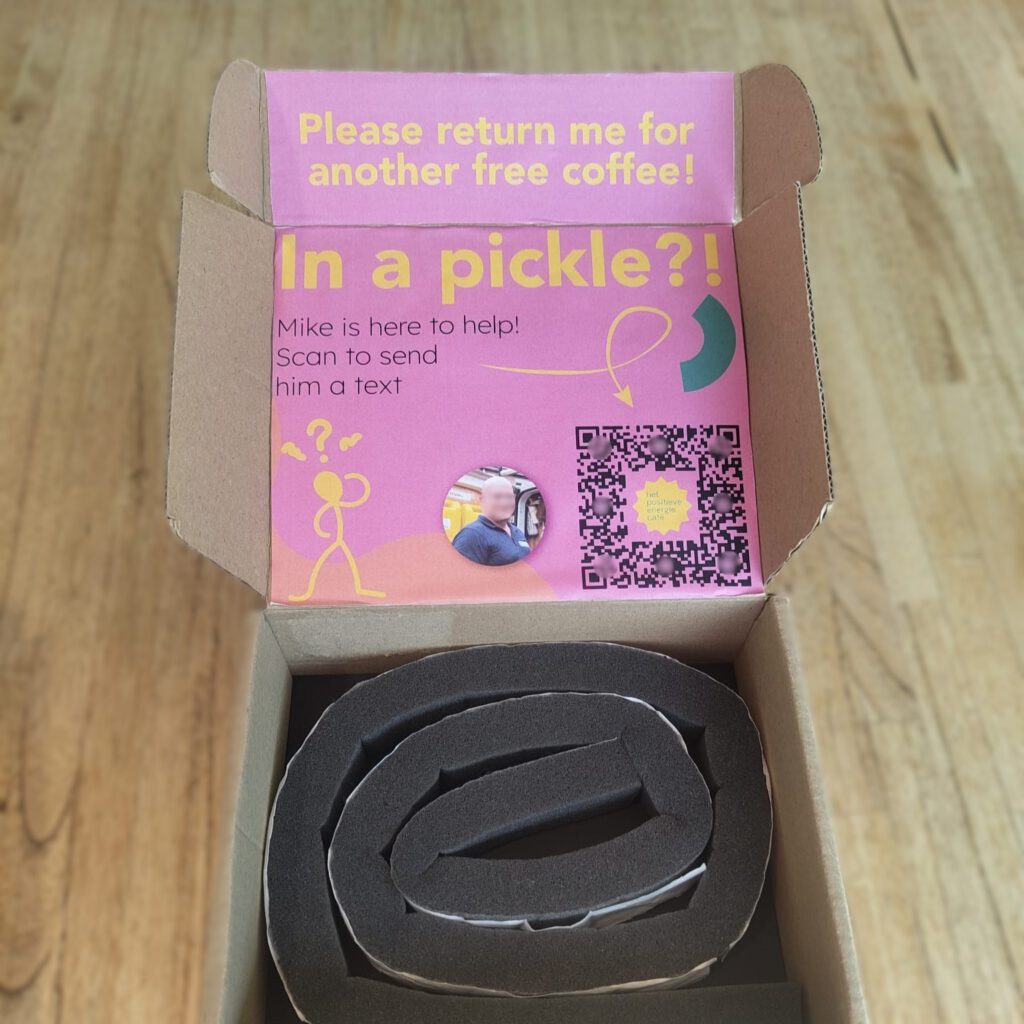 Please return me for
another free coffee!
In a pickle?!
Mike is here to help!
Scan to send
him a text
?
het
positieve
energie
café